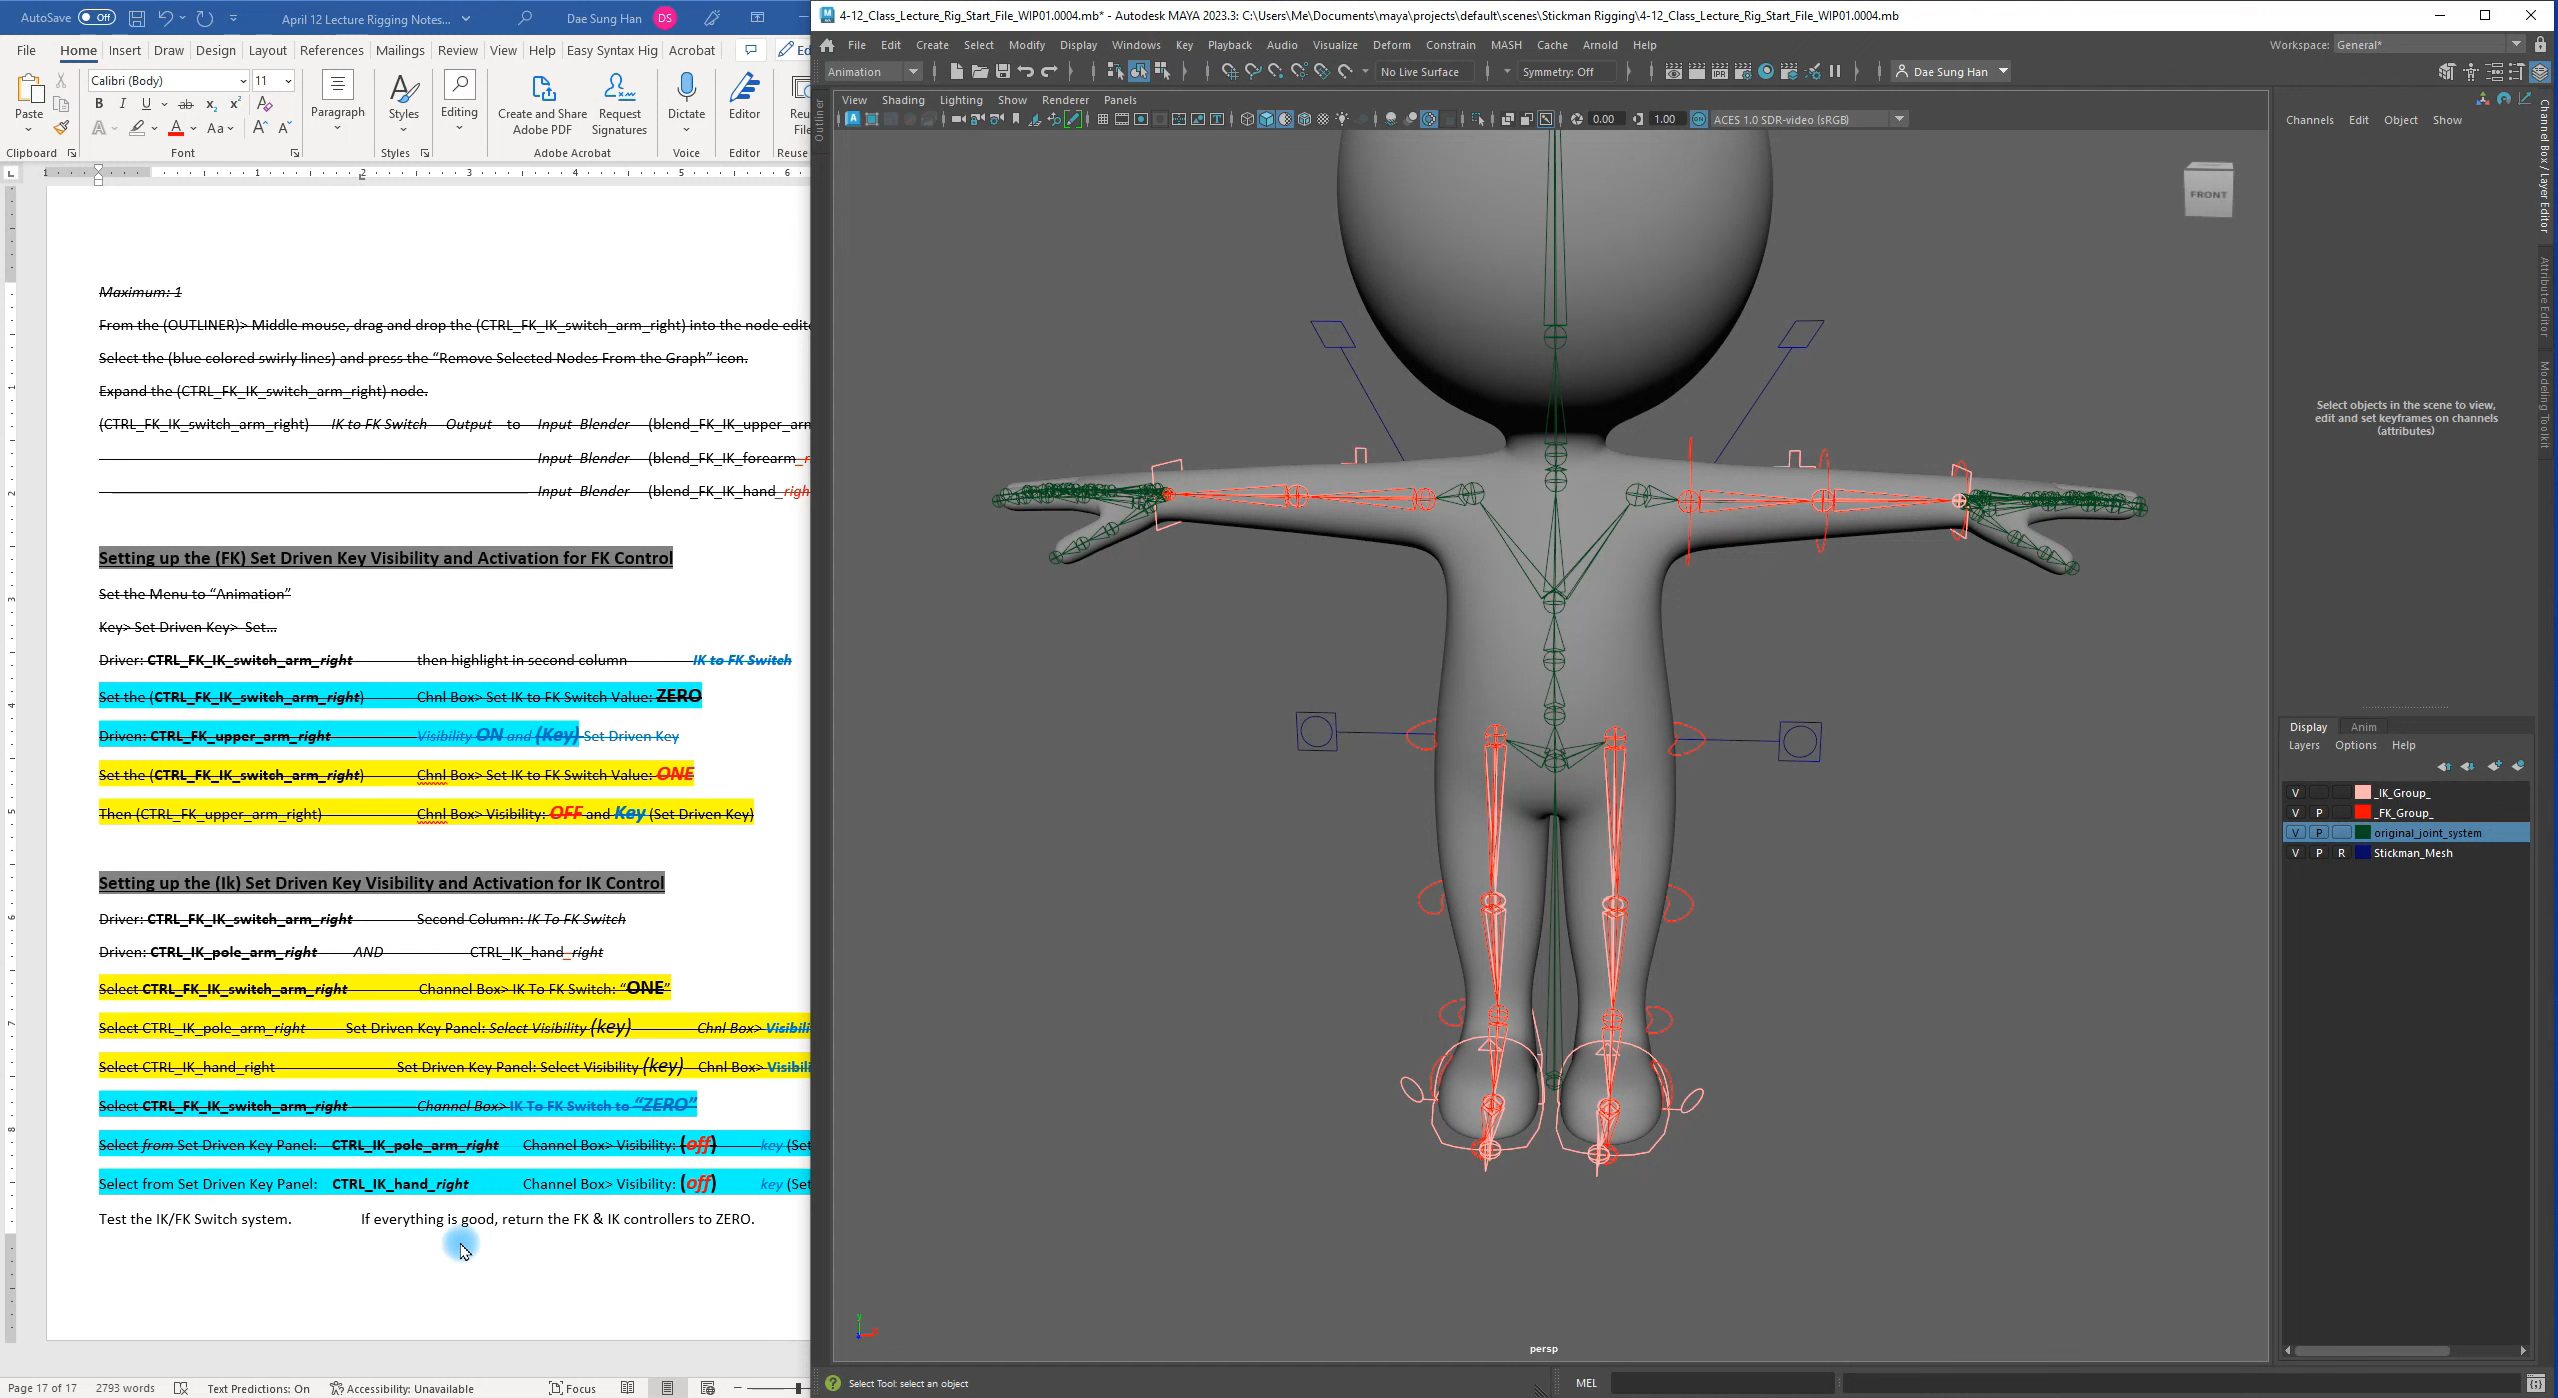 AutoSave Off April 12 Lecture Rigging Notes... Dae Sung Han DS
File Home Insert Draw Design Layout References Mailings Review View Help Easy Syntax Hig Acrobat
Calibri (Body) 11
Paste Paragraph Styles Editing Create and Share Adobe PDF Request Signatures Dictate Editor
Clipboard Font Styles Adobe Acrobat Voice Editor Reuse
Maximum: 1
From the (OUTLINER)> Middle mouse, drag and drop the (CTRL_FK_IK_switch_arm_right) into the node
Select the (blue colored swirly lines) and press the “Remove Selected Nodes From the Graph” icon.
Expand the (CTRL_FK_IK_switch_arm_right) node.
(CTRL_FK_IK_switch_arm_right) IK to FK Switch Output to Input Blender (blend_FK_IK_upper_arm
Input Blender (blend_FK_IK_forearm_r
Input Blender (blend_FK_IK_hand_righ
Setting up the (FK) Set Driven Key Visibility and Activation for FK Control
Set the Menu to “Animation”
Key> Set Driven Key> Set...
Driver: CTRL_FK_IK_switch_arm_right then highlight in second column IK to FK Switch
Set the (CTRL_FK_IK_switch_arm_right) Chnl Box> Set IK to FK Switch Value: ZERO
Driven: CTRL_FK_upper_arm_right Visibility ON and (Key) Set Driven Key
Set the (CTRL_FK_IK_switch_arm_right) Chnl Box> Set IK to FK Switch Value: ONE
Then (CTRL_FK_upper_arm_right) Chnl Box> Visibility: OFF and Key (Set Driven Key)
Setting up the (Ik) Set Driven Key Visibility and Activation for IK Control
Driver: CTRL_FK_IK_switch_arm_right Second Column: IK To FK Switch
Driven: CTRL_IK_pole_arm_right AND CTRL_IK_hand_right
Select CTRL_FK_IK_switch_arm_right Channel Box> IK To FK Switch: “ONE”
Select CTRL_IK_pole_arm_right Set Driven Key Panel: Select Visibility (key) Chnl Box> Visibili
Select CTRL_IK_hand_right Set Driven Key Panel: Select Visibility (key) Chnl Box> Visibili
Select CTRL_FK_IK_switch_arm_right Channel Box> IK To FK Switch to “ZERO”
Select from Set Driven Key Panel: CTRL_IK_pole_arm_right Channel Box> Visibility: (off) key (Set
Select from Set Driven Key Panel: CTRL_IK_hand_right Channel Box> Visibility: (off) key (Set
Test the IK/FK Switch system. If everything is good, return the FK & IK controllers to ZERO.
Page 17 of 17 2793 words Text Predictions: On Accessibility: Unavailable Focus
4-12_Class_Lecture_Rig_Start_File_WIP01.0004.mb* - Autodesk MAYA 2023.3: C:\Users\Me\Documents\maya\projects\default\scenes\Stickman Rigging\4-12_Class_Lecture_Rig_Start_File_WIP01.0004.mb
File Edit Create Select Modify Display Windows Key Playback Audio Visualize Deform Constrain MASH Cache Arnold Help Workspace: General*
Animation No Live Surface Symmetry: Off Dae Sung Han
View Shading Lighting Show Renderer Panels
0.00 1.00 ACES 1.0 SDR-video (sRGB)
Outliner
FRONT
persp
Channels Edit Object Show
Select objects in the scene to view,
edit and set keyframes on channels
(attributes)
Channel Box / Layer Editor
Attribute Editor
Modeling Toolkit
Display Anim
Layers Options Help
V _IK_Group_
V P _FK_Group_
V P original_joint_system
V P R Stickman_Mesh
Select Tool: select an object MEL